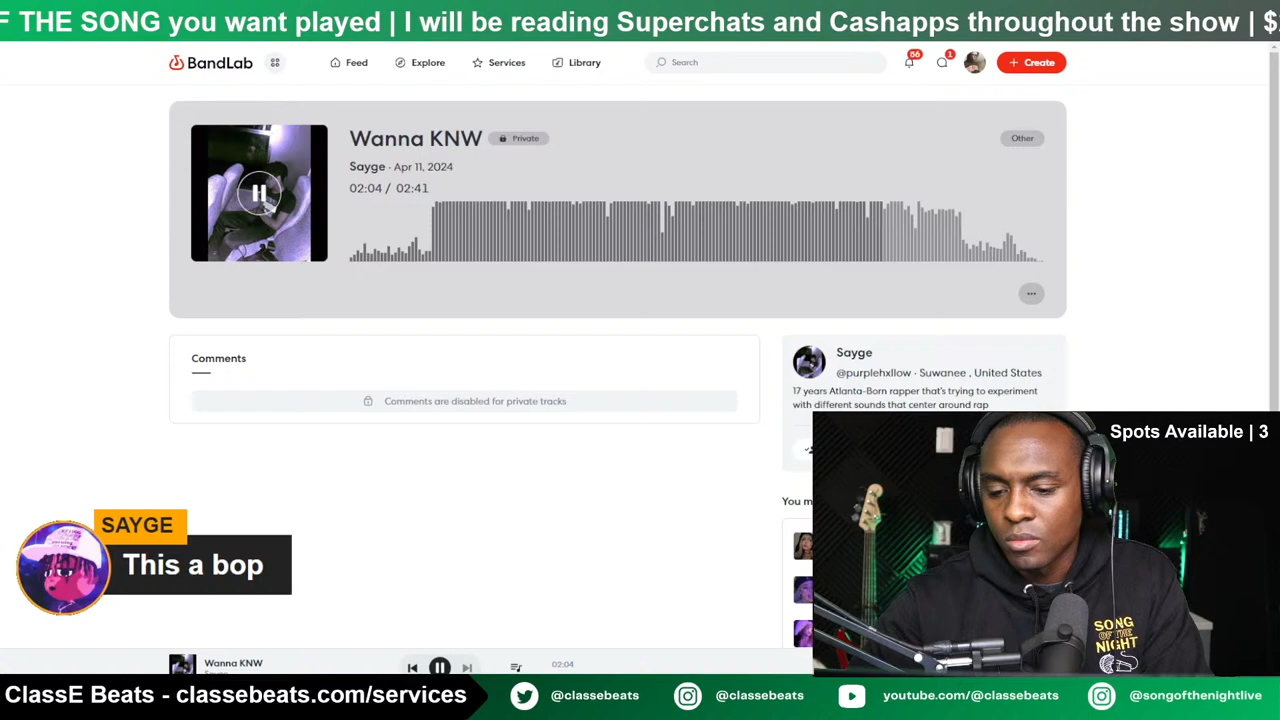 F THE SONG you want played | I will be reading Superchats and Cashapps throughout the show | $
BandLab
Feed
Explore
Services
Library
Search
56
1
+ Create
Wanna KNW
Private
Other
Sayge · Apr 11, 2024
02:04 / 02:41
Comments
Comments are disabled for private tracks
Sayge
@purplehxllow · Suwanee , United States
17 years Atlanta-Born rapper that's trying to experiment
with different sounds that center around rap
Spots Available | 3
You m
SAYGE
This a bop
SONG
OF THE
NIGHT
Wanna KNW
02:04
ClassE Beats - classebeats.com/services
@classebeats
@classebeats
youtube.com/@classebeats
@songofthenightlive